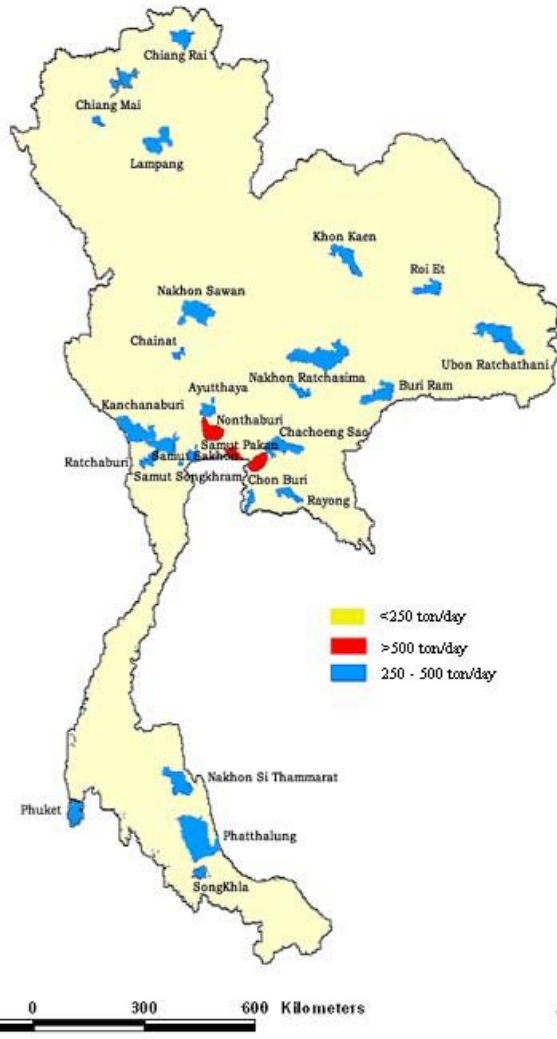 Chiang Rai
Chiang Mai
Lampang
Khon Kaen
Roi Et
Nakhon Sawan
Chainat
Ubon Ratchathani
Nakhon Ratchasima
Buri Ram
Ayutthaya
Kanchanaburi
Nonthaburi
Chachoeng Sao
Samut Pakan
Samut Sakhon
Ratchaburi
Samut Songkhram
Chon Buri
Rayong
<250 ton/day
>500 ton/day
250 - 500 ton/day
Nakhon Si Thammarat
Phuket
Phatthalung
SongKhla
0 300 600 Kilometers